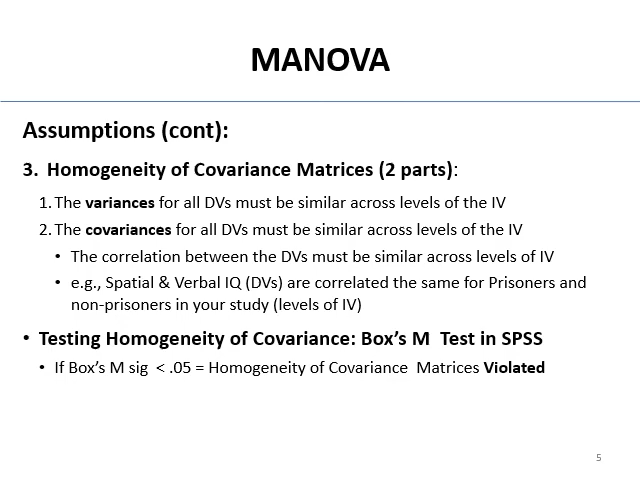 MANOVA
Assumptions (cont):
3. Homogeneity of Covariance Matrices (2 parts):
1. The variances for all DVs must be similar across levels of the IV
2. The covariances for all DVs must be similar across levels of the IV
• The correlation between the DVs must be similar across levels of IV
• e.g., Spatial & Verbal IQ (DVs) are correlated the same for Prisoners and
non-prisoners in your study (levels of IV)
• Testing Homogeneity of Covariance: Box's M Test in SPSS
• If Box's M sig < .05 = Homogeneity of Covariance Matrices Violated
5